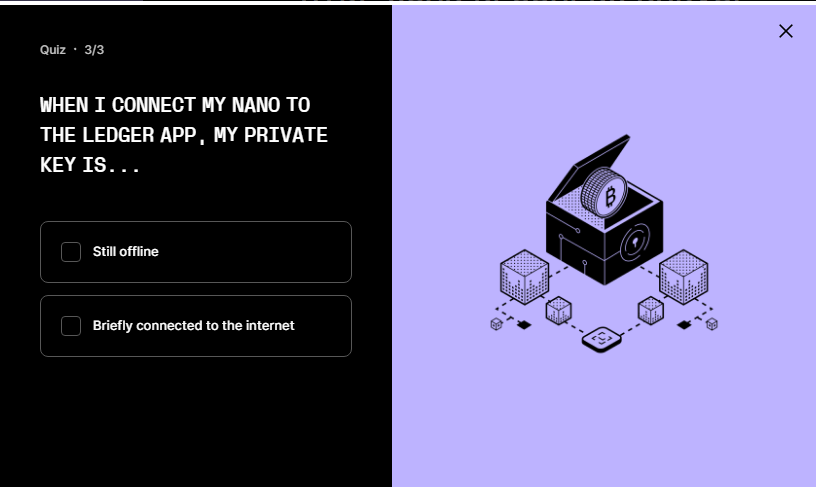 Quiz · 3/3
WHEN I CONNECT MY NANO TO
THE LEDGER APP, MY PRIVATE
KEY IS...
Still offline
Briefly connected to the internet